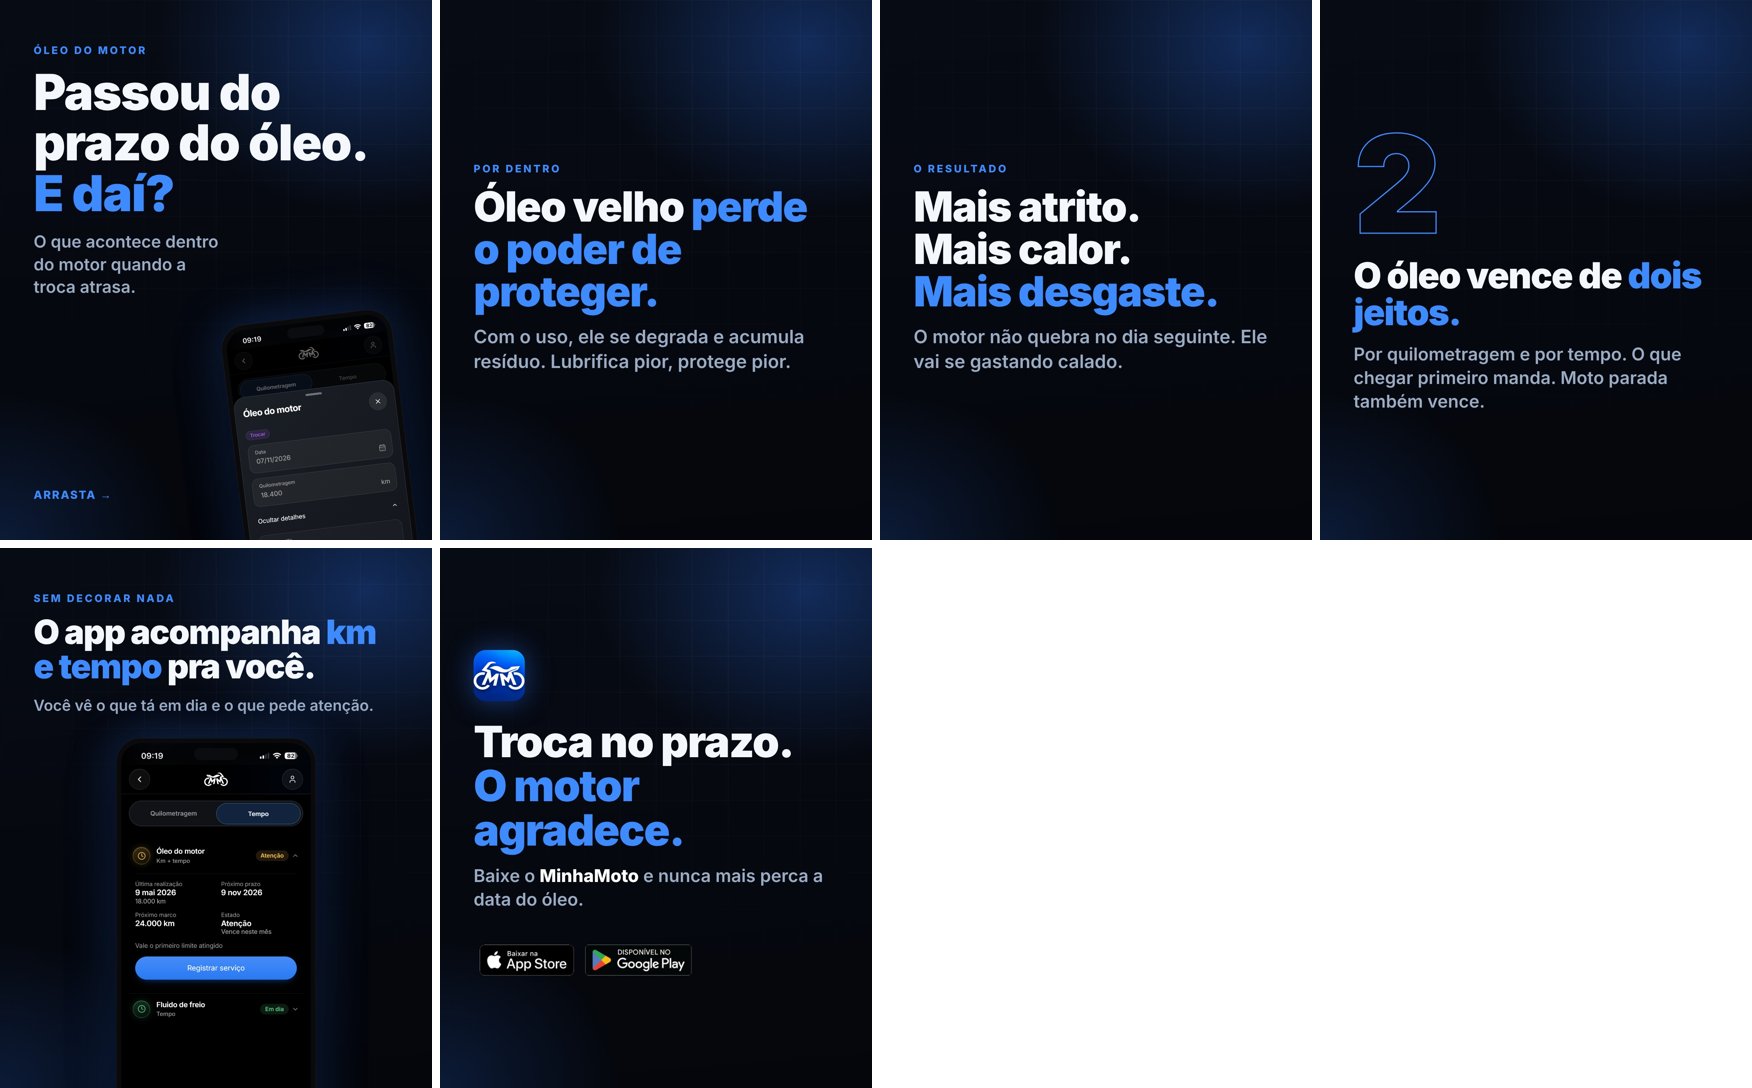 ÓLEO DO MOTOR
Passou do
prazo do óleo.
E daí?
O que acontece dentro
do motor quando a
troca atrasa.
09:19
92
Quilometragem
Tempo
Óleo do motor
Trocar
Data
07/11/2026
Quilometragem
18.400
km
Ocultar detalhes
ARRASTA →
POR DENTRO
Óleo velho perde
o poder de
proteger.
Com o uso, ele se degrada e acumula
resíduo. Lubrifica pior, protege pior.
O RESULTADO
Mais atrito.
Mais calor.
Mais desgaste.
O motor não quebra no dia seguinte. Ele
vai se gastando calado.
2
O óleo vence de dois
jeitos.
Por quilometragem e por tempo. O que
chegar primeiro manda. Moto parada
também vence.
SEM DECORAR NADA
O app acompanha km
e tempo pra você.
Você vê o que tá em dia e o que pede atenção.
09:19
92
MM
Quilometragem
Tempo
Óleo do motor
Km + tempo
Atenção
Última realização
9 mai 2026
18.000 km
Próximo prazo
9 nov 2026
Próximo marco
24.000 km
Estado
Atenção
Vence neste mês
Vale o primeiro limite atingido
Registrar serviço
Fluido de freio
Tempo
Em dia
MM
Troca no prazo.
O motor
agradece.
Baixe o MinhaMoto e nunca mais perca a
data do óleo.
Baixar na
App Store
DISPONÍVEL NO
Google Play